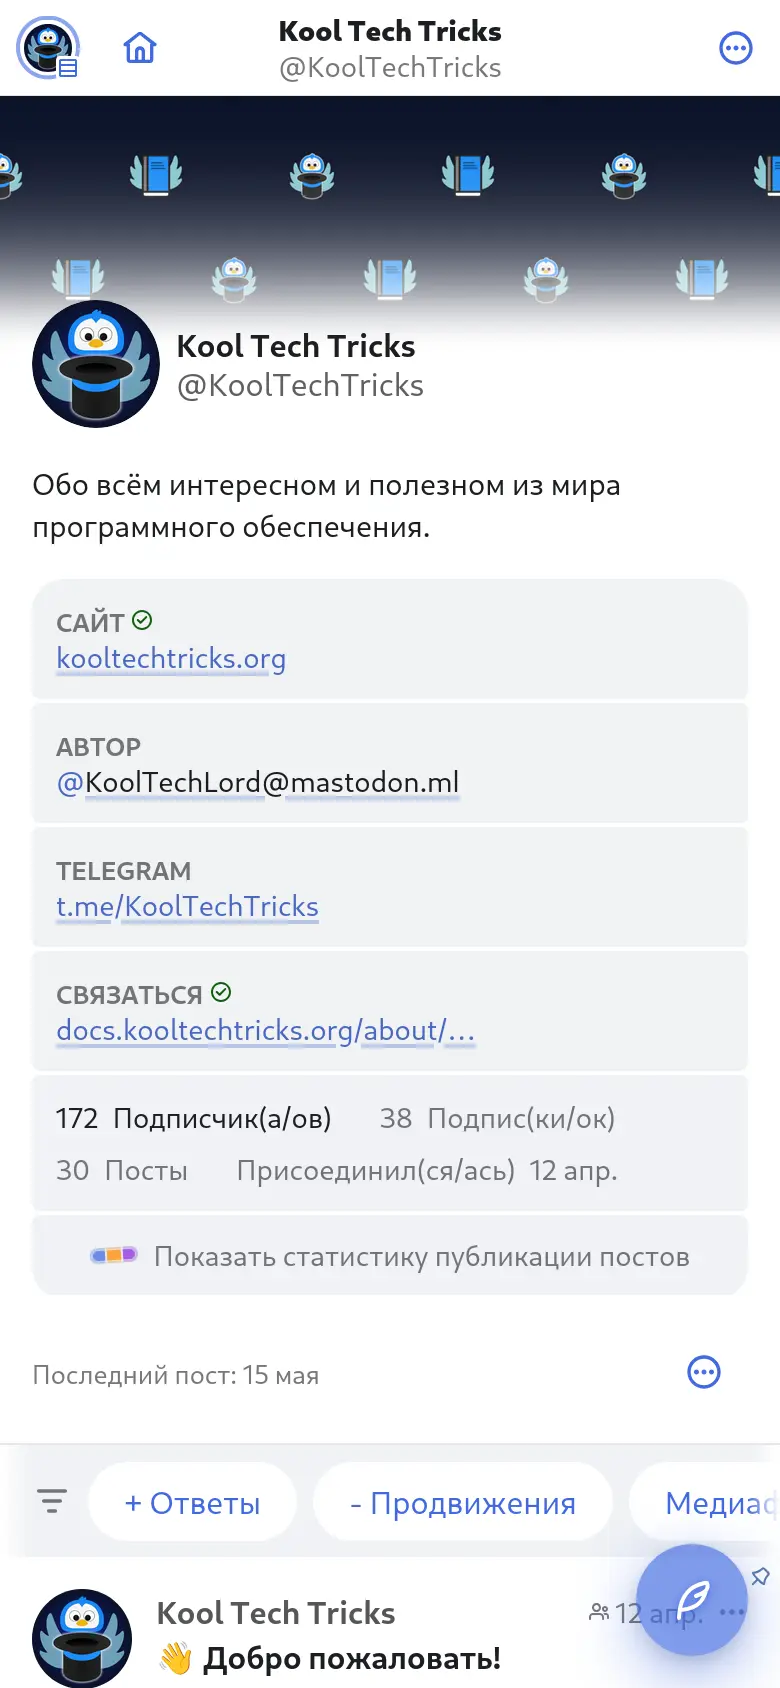 Kool Tech Tricks
@KoolTechTricks
Kool Tech Tricks
@KoolTechTricks
Обо всём интересном и полезном из мира
программного обеспечения.
САЙТ
kooltechtricks.org
АВТОР
@KoolTechLord@mastodon.ml
TELEGRAM
t.me/KoolTechTricks
СВЯЗАТЬСЯ
docs.kooltechtricks.org/about/…
172 Подписчик(а/ов) 38 Подпис(ки/ок)
30 Посты Присоединил(ся/ась) 12 апр.
Показать статистику публикации постов
Последний пост: 15 мая
+ Ответы - Продвижения Медиаф
Kool Tech Tricks 12 апр.
👋 Добро пожаловать!